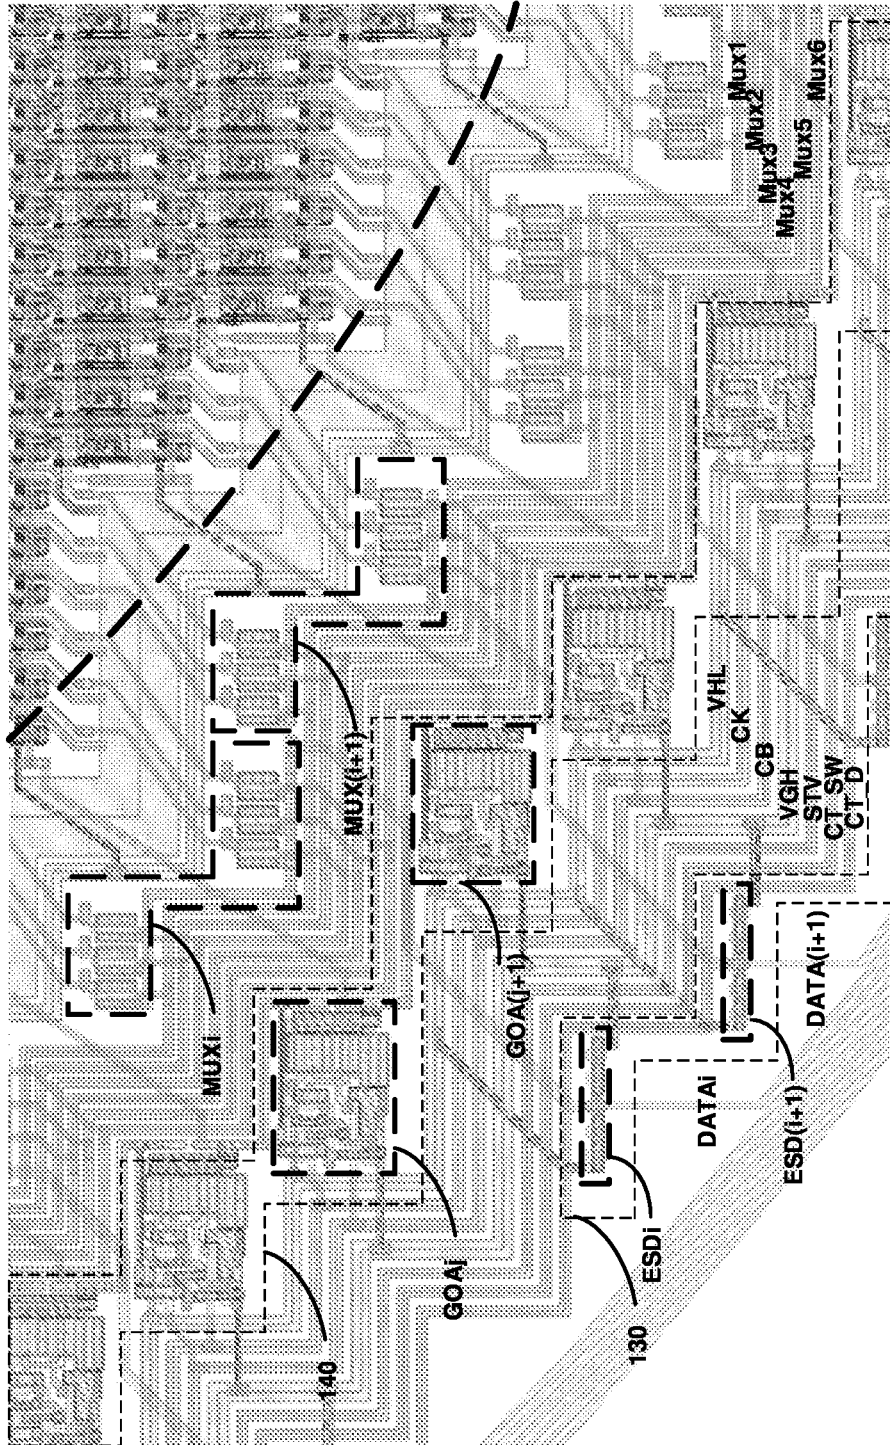 Mux1
Mux2
Mux3
Mux4
Mux5
Mux6
MUX(i+1)
MUXi
VHL
CK
CB
VGH
STV
CT_SW
CT_D
GOA(j+1)
GOAj
DATA(i+1)
DATAi
ESD(i+1)
ESDi
140
130